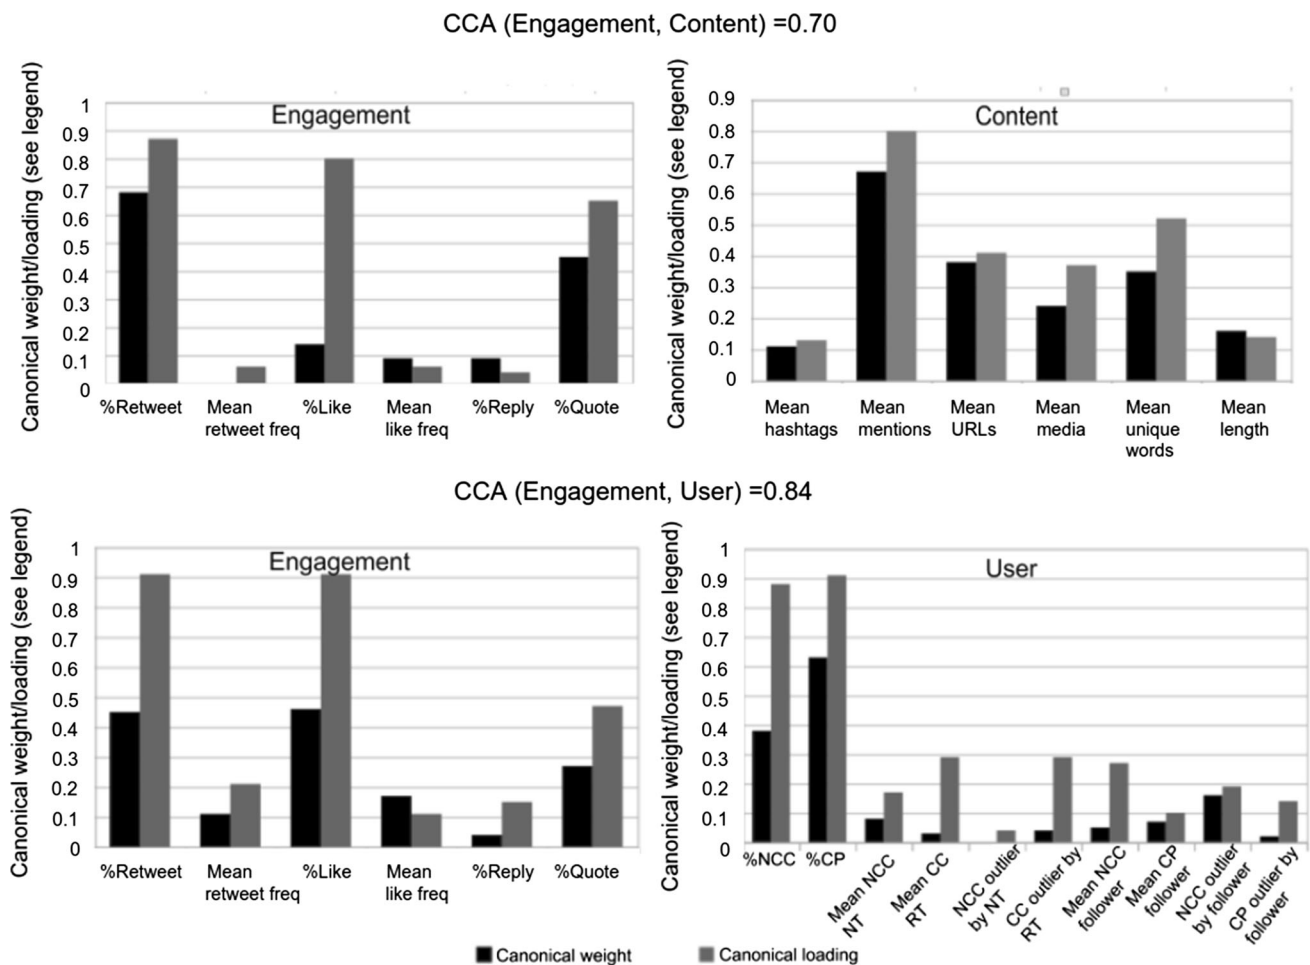 CCA (Engagement, Content) =0.70
Canonical weight/loading (see legend)
Engagement
1
0.9
0.8
0.7
0.6
0.5
0.4
0.3
0.2
0.1
0
%Retweet
Mean
retweet freq
%Like
Mean
like freq
%Reply
%Quote
Canonical weight/loading (see legend)
Content
0.9
0.8
0.7
0.6
0.5
0.4
0.3
0.2
0.1
0
Mean
hashtags
Mean
mentions
Mean
URLs
Mean
media
Mean
unique
words
Mean
length
CCA (Engagement, User) =0.84
Canonical weight/loading (see legend)
Engagement
1
0.9
0.8
0.7
0.6
0.5
0.4
0.3
0.2
0.1
0
%Retweet
Mean
retweet freq
%Like
Mean
like freq
%Reply
%Quote
Canonical weight/loading (see legend)
User
1
0.9
0.8
0.7
0.6
0.5
0.4
0.3
0.2
0.1
0
%NCC
%CP
Mean NCC
NT
Mean CC
RT
NCC outlier
by NT
CC outlier by
RT
Mean NCC
follower
Mean CP
follower
NCC outlier
by follower
CP outlier by
follower
Canonical weight
Canonical loading